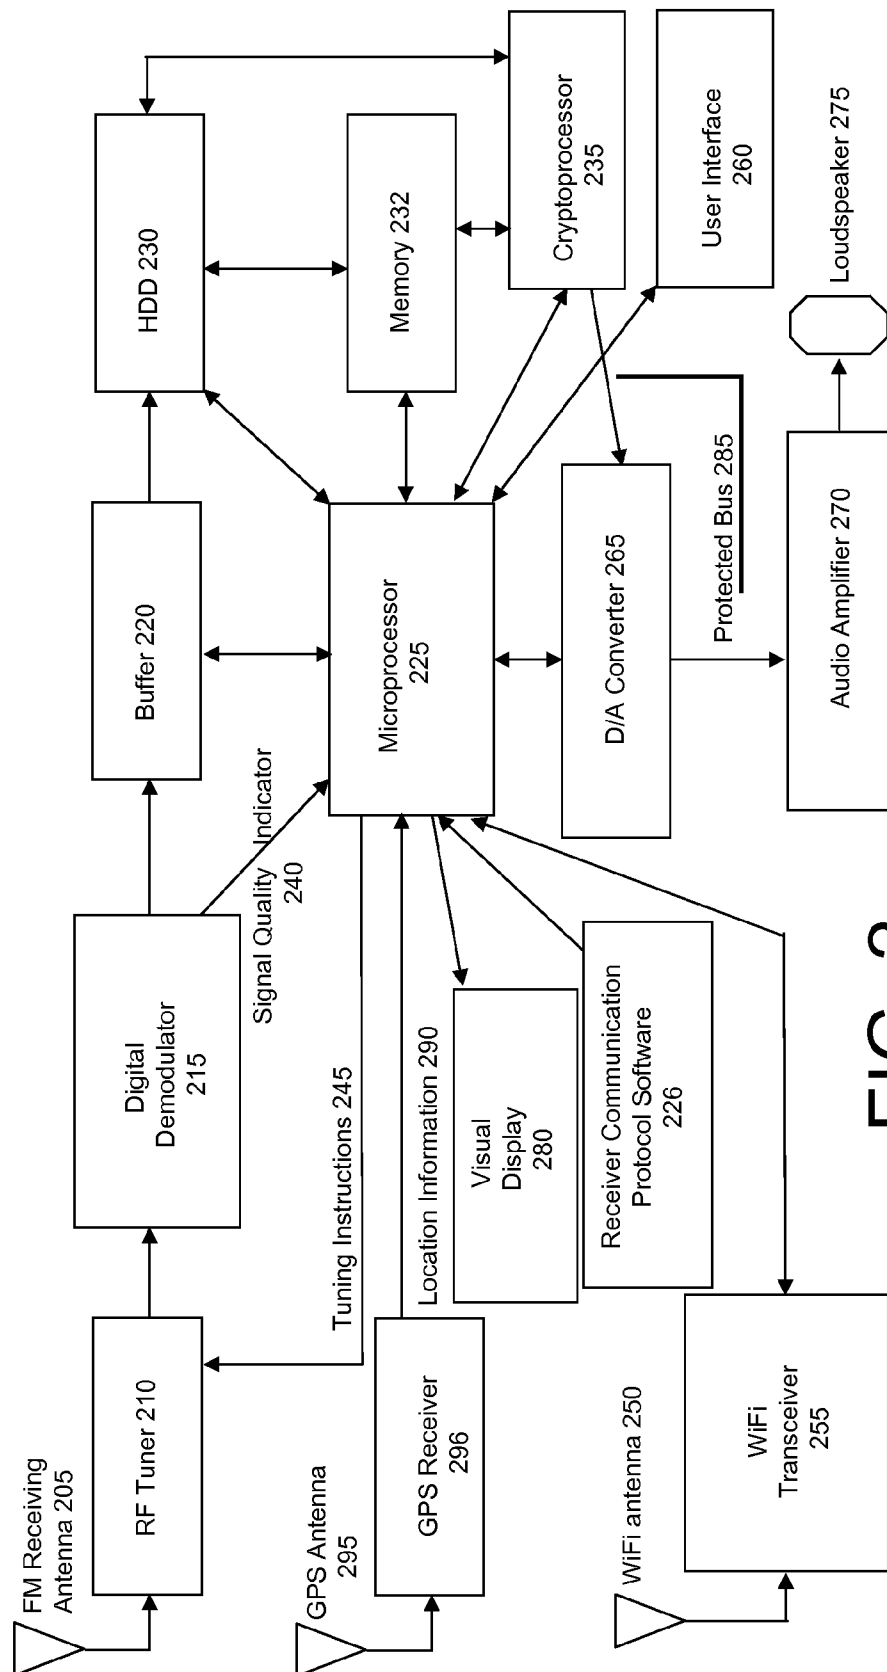 FM Receiving
Antenna 205
RF Tuner 210
Digital
Demodulator
215
Buffer 220
HDD 230
Signal Quality Indicator
240
Tuning Instructions 245
GPS Antenna
295
GPS Receiver
296
Location Information 290
Microprocessor
225
Memory 232
Visual
Display
280
Cryptoprocessor
235
Receiver Communication
Protocol Software
226
D/A Converter 265
User Interface
260
Protected Bus 285
WiFi antenna 250
WiFi
Transceiver
255
Audio Amplifier 270
Loudspeaker 275